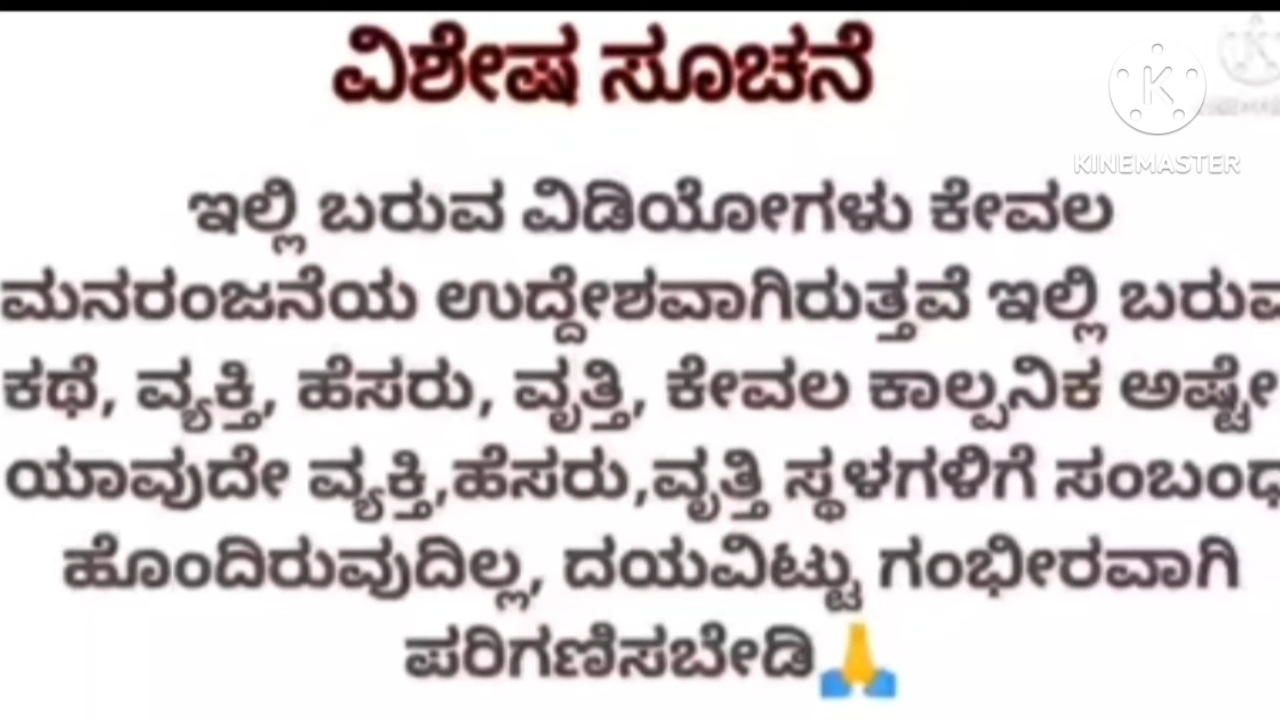 ವಿಶೇಷ ಸೂಚನೆ
KINEMASTER
ಇಲ್ಲಿ ಬರುವ ವಿಡಿಯೋಗಳು ಕೇವಲ
ಮನರಂಜನೆಯ ಉದ್ದೇಶವಾಗಿರುತ್ತವೆ ಇಲ್ಲಿ ಬರುವ
ಕಥೆ, ವ್ಯಕ್ತಿ, ಹೆಸರು, ವೃತ್ತಿ, ಕೇವಲ ಕಾಲ್ಪನಿಕ ಅಷ್ಟೇ
ಯಾವುದೇ ವ್ಯಕ್ತಿ,ಹೆಸರು,ವೃತ್ತಿ ಸ್ಥಳಗಳಿಗೆ ಸಂಬಂಧ
ಹೊಂದಿರುವುದಿಲ್ಲ, ದಯವಿಟ್ಟು ಗಂಭೀರವಾಗಿ
ಪರಿಗಣಿಸಬೇಡಿ🙏